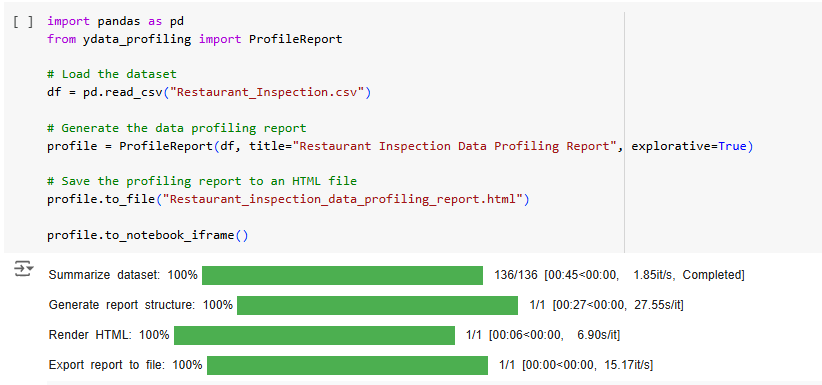 [ ] import pandas as pd
from ydata_profiling import ProfileReport
# Load the dataset
df = pd.read_csv("Restaurant_Inspection.csv")
# Generate the data profiling report
profile = ProfileReport(df, title="Restaurant Inspection Data Profiling Report", explorative=True)
# Save the profiling report to an HTML file
profile.to_file("Restaurant_inspection_data_profiling_report.html")
profile.to_notebook_iframe()
Summarize dataset: 100% 136/136 [00:45<00:00, 1.85it/s, Completed]
Generate report structure: 100% 1/1 [00:27<00:00, 27.55s/it]
Render HTML: 100% 1/1 [00:06<00:00, 6.90s/it]
Export report to file: 100% 1/1 [00:00<00:00, 15.17it/s]